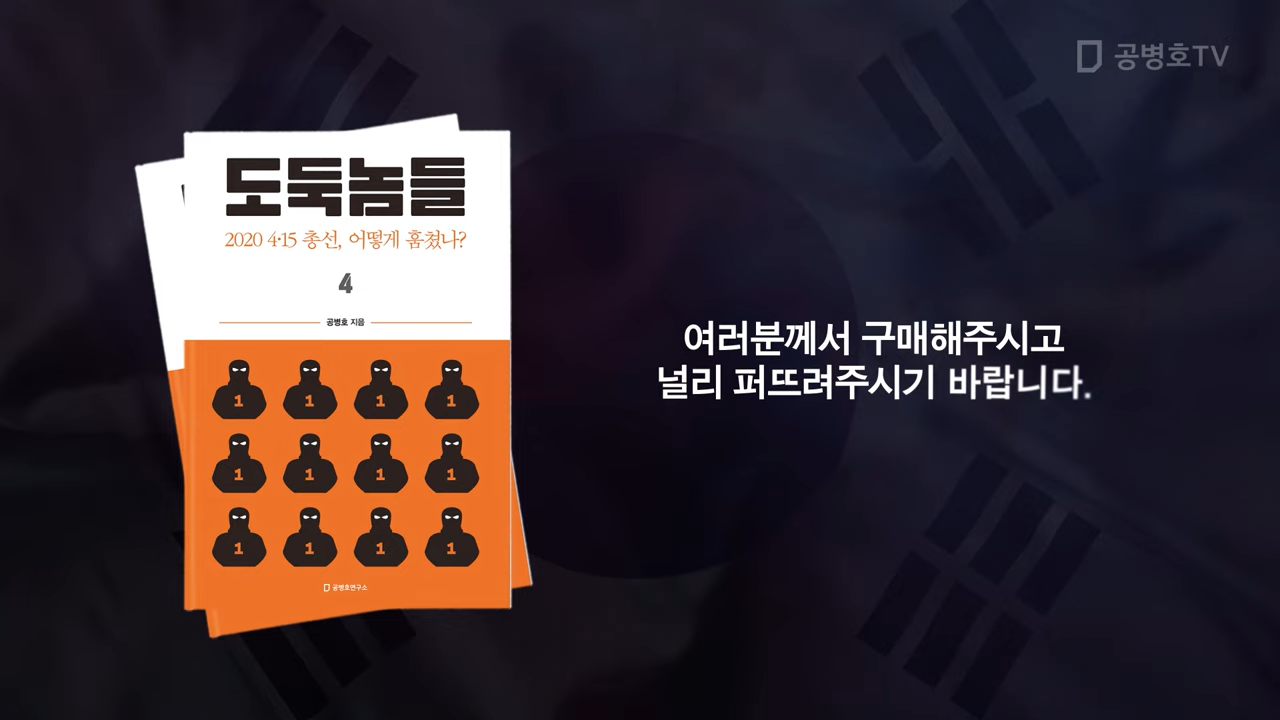 공병호TV
도둑놈들
2020 4·15 총선, 어떻게 훔쳤나?
4
공병호 지음
1 1 1 1
1 1 1 1
1 1 1 1
공병호연구소
여러분께서 구매해주시고
널리 퍼뜨려주시기 바랍니다.